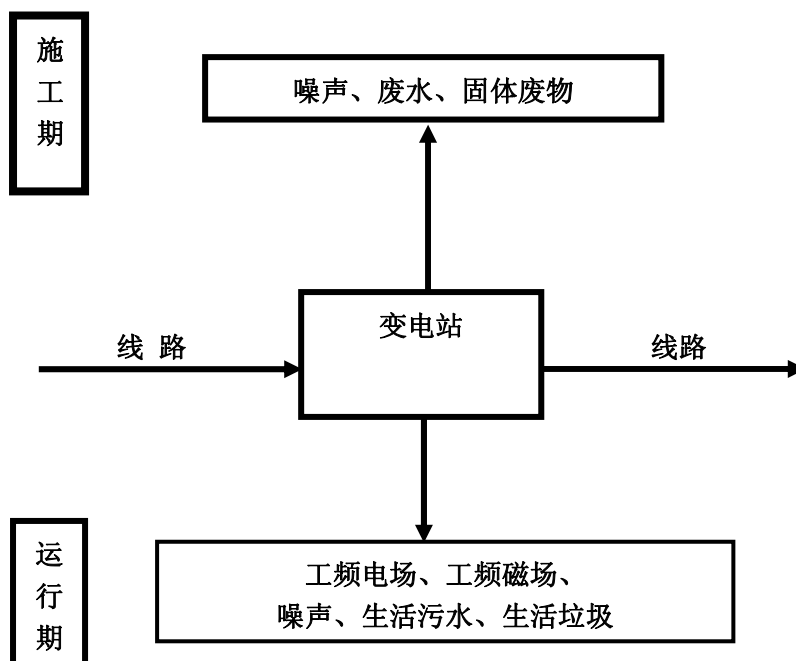 施
工
期
噪声、废水、固体废物
变电站
线 路
线路
运
行
期
工频电场、工频磁场、
噪声、生活污水、生活垃圾